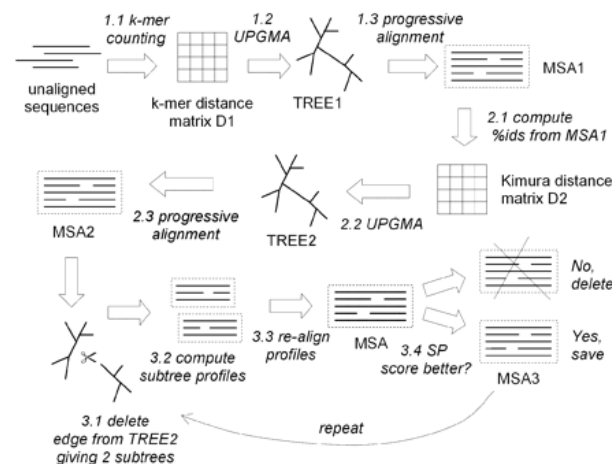 1.1 k-mer
counting
1.2
UPGMA
1.3 progressive
alignment
unaligned
sequences
k-mer distance
matrix D1
TREE1
MSA1
2.1 compute
%ids from MSA1
Kimura distance
matrix D2
2.2 UPGMA
TREE2
2.3 progressive
alignment
MSA2
3.1 delete
edge from TREE2
giving 2 subtrees
3.2 compute
subtree profiles
3.3 re-align
profiles
MSA
3.4 SP
score better?
No,
delete
Yes,
save
MSA3
repeat